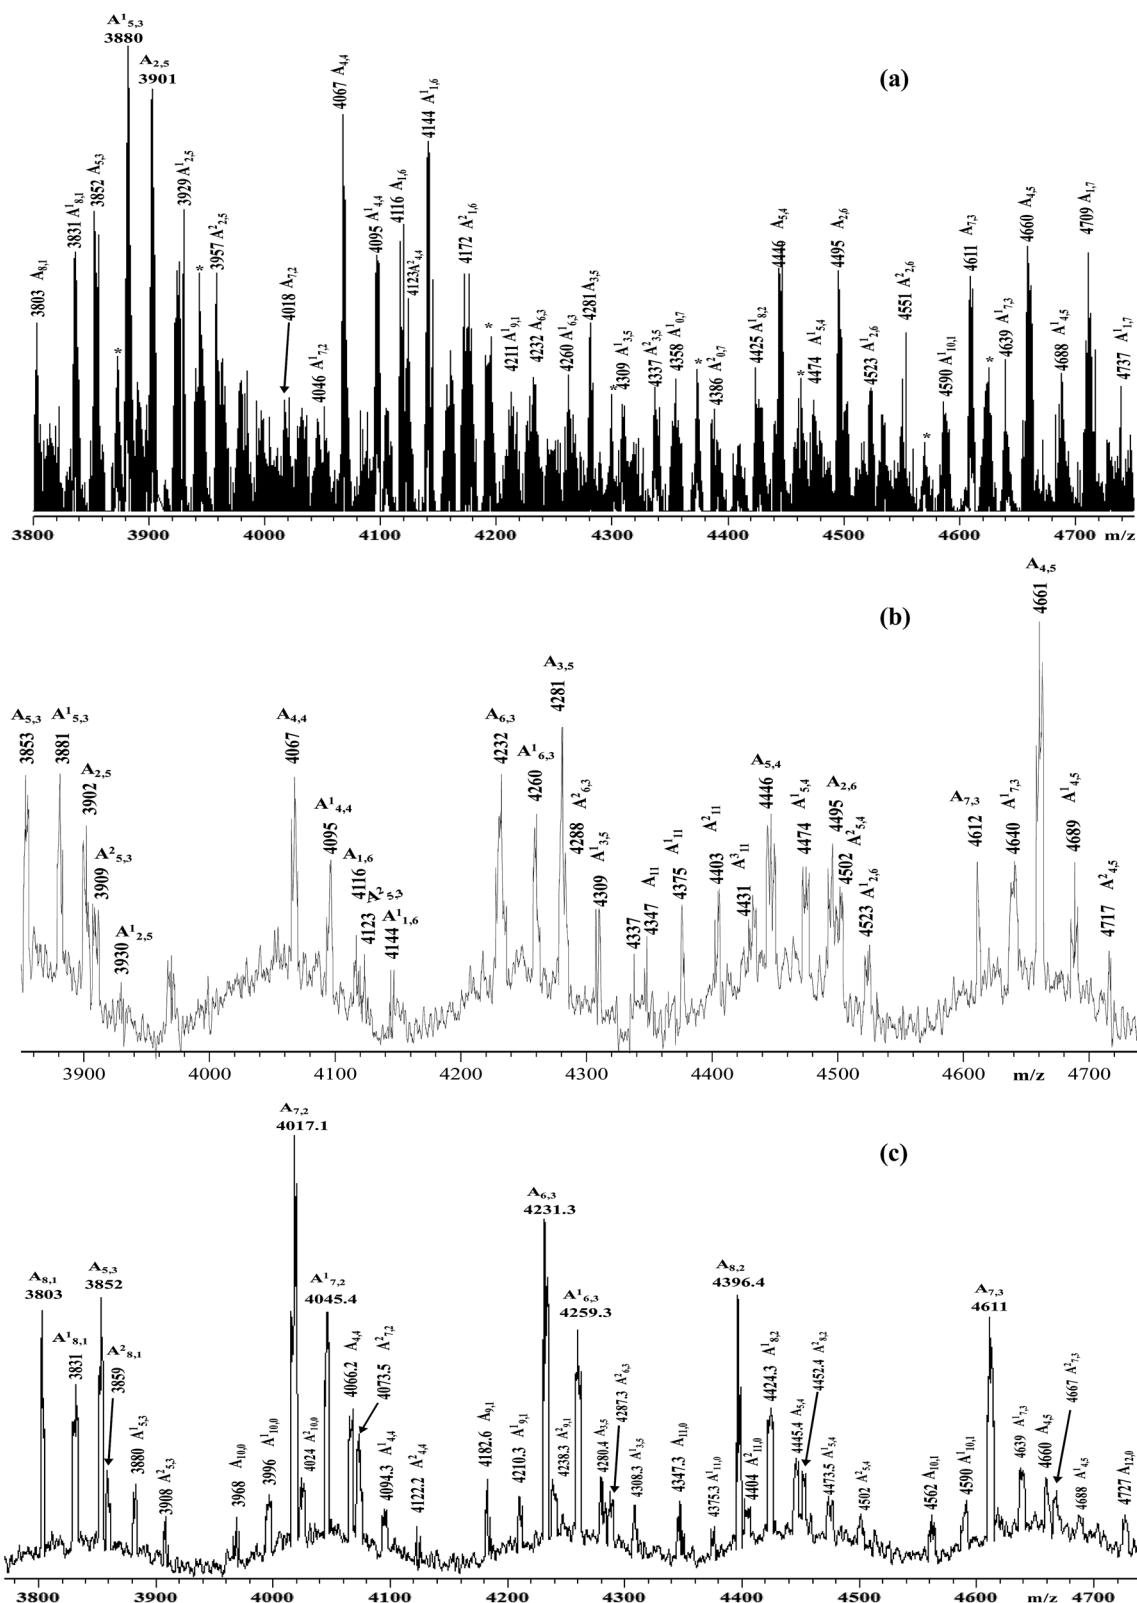 (a)
3803 A8,1
3831 A¹8,1
3852 A5,3
A¹5,3
3880
A2,5
3901
3929 A¹2,5
3957 A²2,5
4018 A7,2
4046 A¹7,2
4067 A4,4
4095 A¹4,4
4116 A1,6
4123 A²4,4
4144 A¹1,6
4172 A²1,6
4211 A¹9,1
4232 A6,3
4260 A¹6,3
4281 A3,5
4309 A¹3,5
4337 A²3,5
4358 A¹0,7
4386 A²0,7
4425 A¹8,2
4446 A5,4
4474 A¹5,4
4495 A2,6
4523 A¹2,6
4551 A²2,6
4590 A¹10,1
4611 A7,3
4639 A¹7,3
4660 A4,5
4688 A¹4,5
4709 A1,7
4737 A¹1,7
* * * * * * * *
3800 3900 4000 4100 4200 4300 4400 4500 4600 4700 m/z
(b)
A5,3
3853
A¹5,3
3881
A2,5
3902
A²5,3
3909
A¹2,5
3930
A4,4
4067
A¹4,4
4095
A1,6
4116
A²5,3
4123
A¹1,6
4144
A6,3
4232
A¹6,3
4260
A3,5
4281
A²6,3
4288
A¹3,5
4309
4337
A11
4347
A¹11
4375
A²11
4403
A³11
4431
A5,4
4446
A¹5,4
4474
A2,6
4495
A²5,4
4502
A¹2,6
4523
A7,3
4612
A¹7,3
4640
A4,5
4661
A¹4,5
4689
A²4,5
4717
3900 4000 4100 4200 4300 4400 4500 4600 m/z 4700
(c)
A8,1
3803
A¹8,1
3831
A5,3
3852
A²8,1
3859
3880 A¹5,3
3908 A²5,3
3968 A10,0
3996 A¹10,0
A7,2
4017.1
4024 A²10,0
A¹7,2
4045.4
4066.2 A4,4
4073.5 A²7,2
4094.3 A¹4,4
4122.2 A²4,4
4182.6 A9,1
4210.3 A¹9,1
A6,3
4231.3
4238.3 A²9,1
A¹6,3
4259.3
4280.4 A3,5
4287.3 A²6,3
4308.3 A¹3,5
4347.3 A11,0
4375.3 A¹11,0
A8,2
4396.4
4404 A²11,0
4424.3 A¹8,2
4445.4 A5,4
4452.4 A²8,2
4473.5 A¹5,4
4502 A²5,4
4562 A10,1
4590 A¹10,1
A7,3
4611
4639 A¹7,3
4660 A4,5
4667 A²7,3
4688 A¹4,5
4727 A12,0
3800 3900 4000 4100 4200 4300 4400 4500 4600 m/z 4700